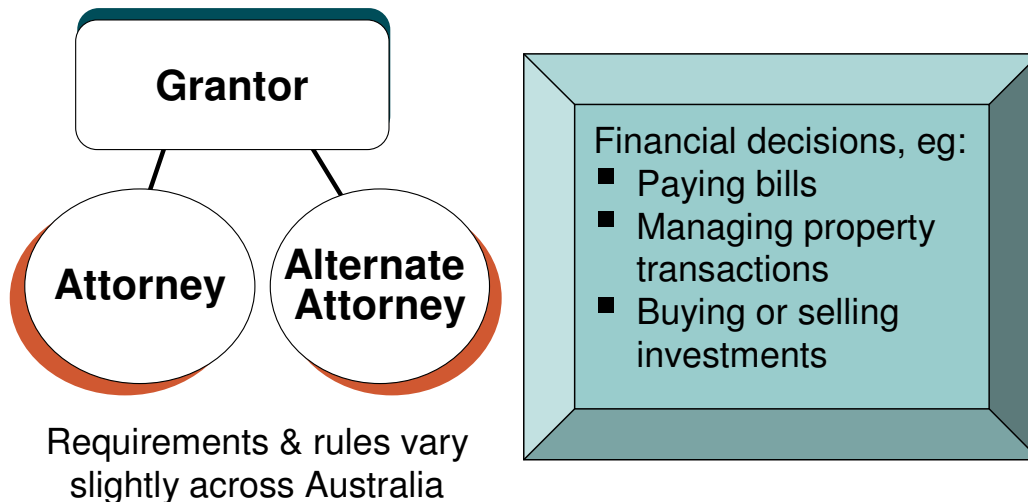 Grantor
Attorney
Alternate
Attorney
Requirements & rules vary
slightly across Australia
Financial decisions, eg:
▪ Paying bills
▪ Managing property
transactions
▪ Buying or selling
investments